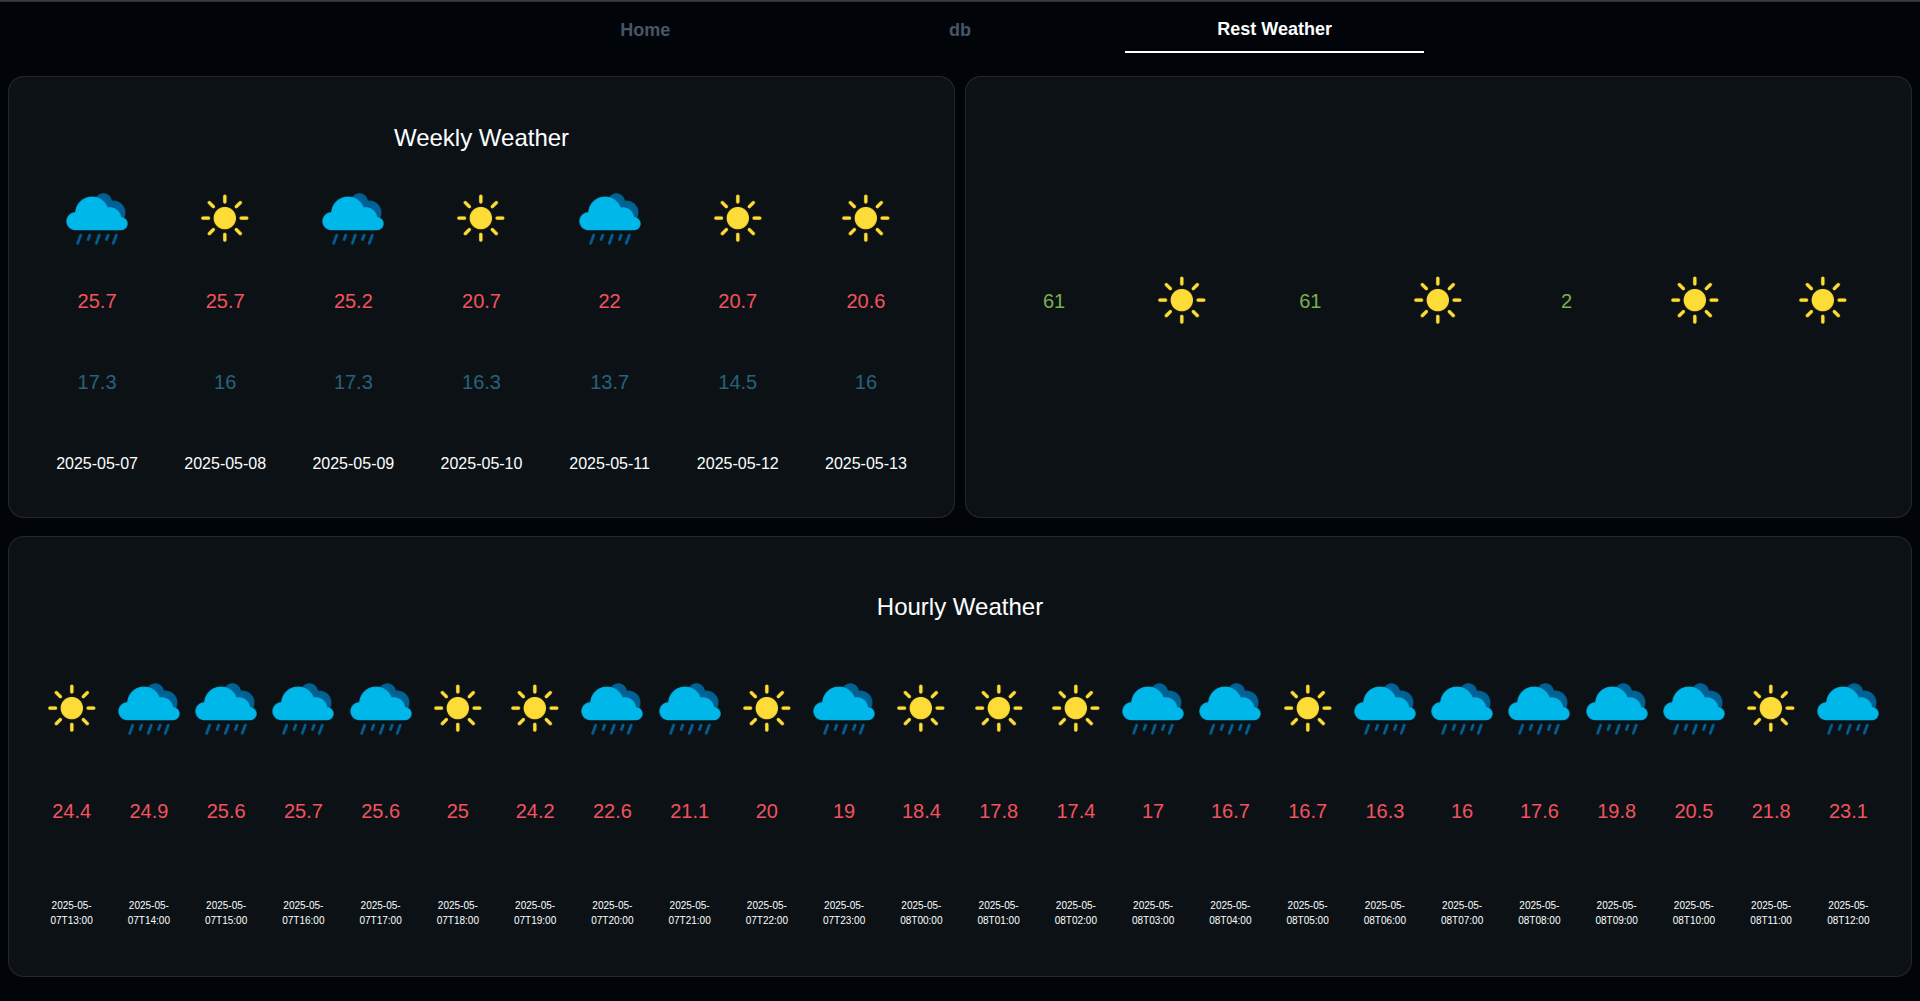 Home db Rest Weather
Weekly Weather
25.7 25.7 25.2 20.7 22 20.7 20.6
17.3 16 17.3 16.3 13.7 14.5 16
2025-05-07 2025-05-08 2025-05-09 2025-05-10 2025-05-11 2025-05-12 2025-05-13
61 61 2
Hourly Weather
24.4 24.9 25.6 25.7 25.6 25 24.2 22.6 21.1 20 19 18.4 17.8 17.4 17 16.7 16.7 16.3 16 17.6 19.8 20.5 21.8 23.1
2025-05- 2025-05- 2025-05- 2025-05- 2025-05- 2025-05- 2025-05- 2025-05- 2025-05- 2025-05- 2025-05- 2025-05- 2025-05- 2025-05- 2025-05- 2025-05- 2025-05- 2025-05- 2025-05- 2025-05- 2025-05- 2025-05- 2025-05- 2025-05-
07T13:00 07T14:00 07T15:00 07T16:00 07T17:00 07T18:00 07T19:00 07T20:00 07T21:00 07T22:00 07T23:00 08T00:00 08T01:00 08T02:00 08T03:00 08T04:00 08T05:00 08T06:00 08T07:00 08T08:00 08T09:00 08T10:00 08T11:00 08T12:00